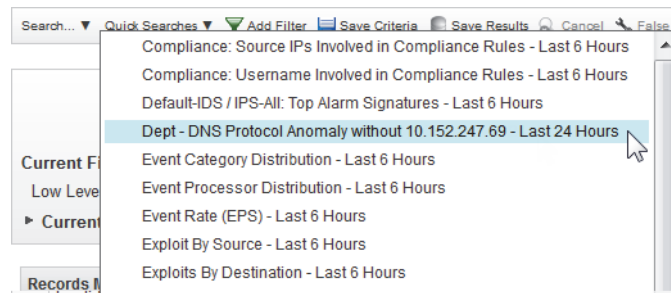 Search... ▼ Quick Searches ▼ Add Filter Save Criteria Save Results Cancel False
Compliance: Source IPs Involved in Compliance Rules - Last 6 Hours
Compliance: Username Involved in Compliance Rules - Last 6 Hours
Default-IDS / IPS-All: Top Alarm Signatures - Last 6 Hours
Dept - DNS Protocol Anomaly without 10.152.247.69 - Last 24 Hours
Current Fi
Event Category Distribution - Last 6 Hours
Low Leve
Event Processor Distribution - Last 6 Hours
Current
Event Rate (EPS) - Last 6 Hours
Exploit By Source - Last 6 Hours
Records M
Exploits By Destination - Last 6 Hours